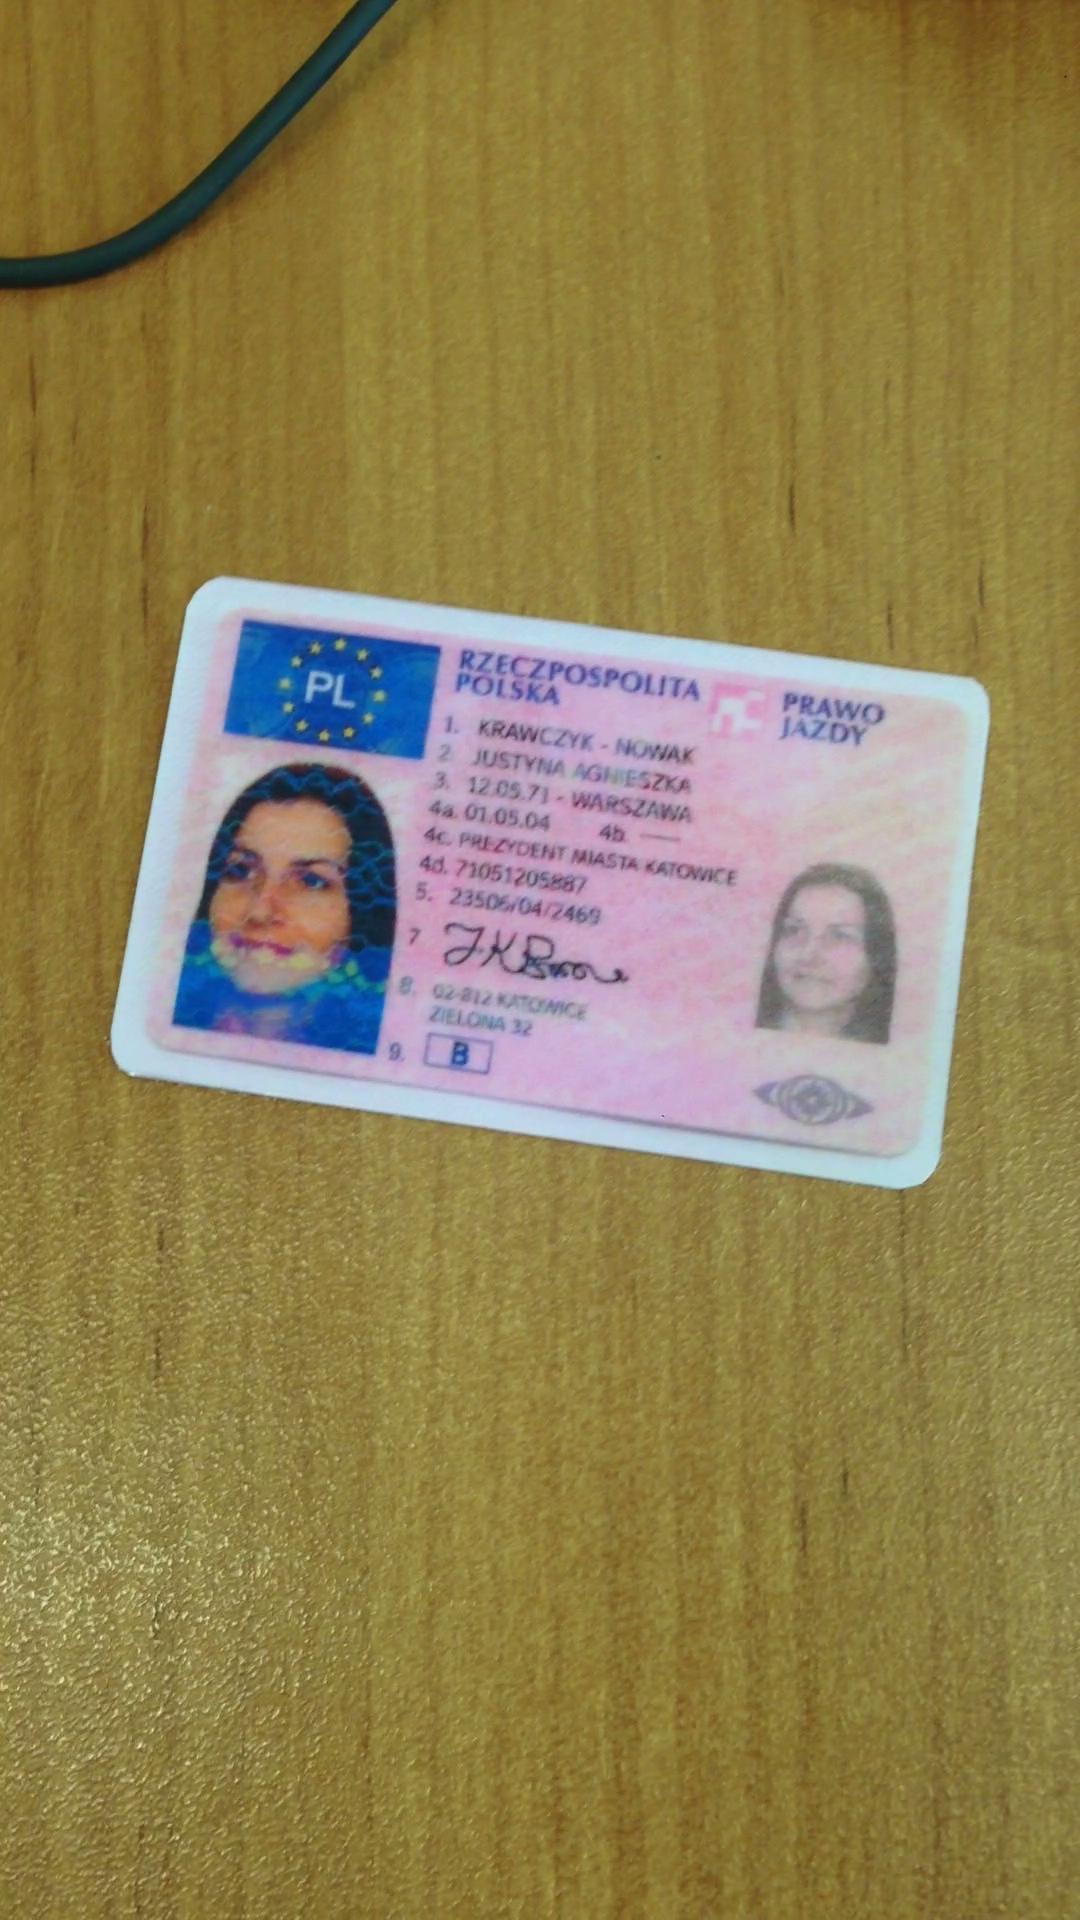 PL
RZECZPOSPOLITA
POLSKA
PRAWO
JAZDY
1. KRAWCZYK - NOWAK
2 JUSTYNA AGNIESZKA
3. 12.05.71 - WARSZAWA
4a. 01.05.04 4b. —
4c. PREZYDENT MIASTA KATOWICE
4d. 71051205887
5. 23506/04/2469
7
8. 02-812 KATOWICE
ZIELONA 32
9. B